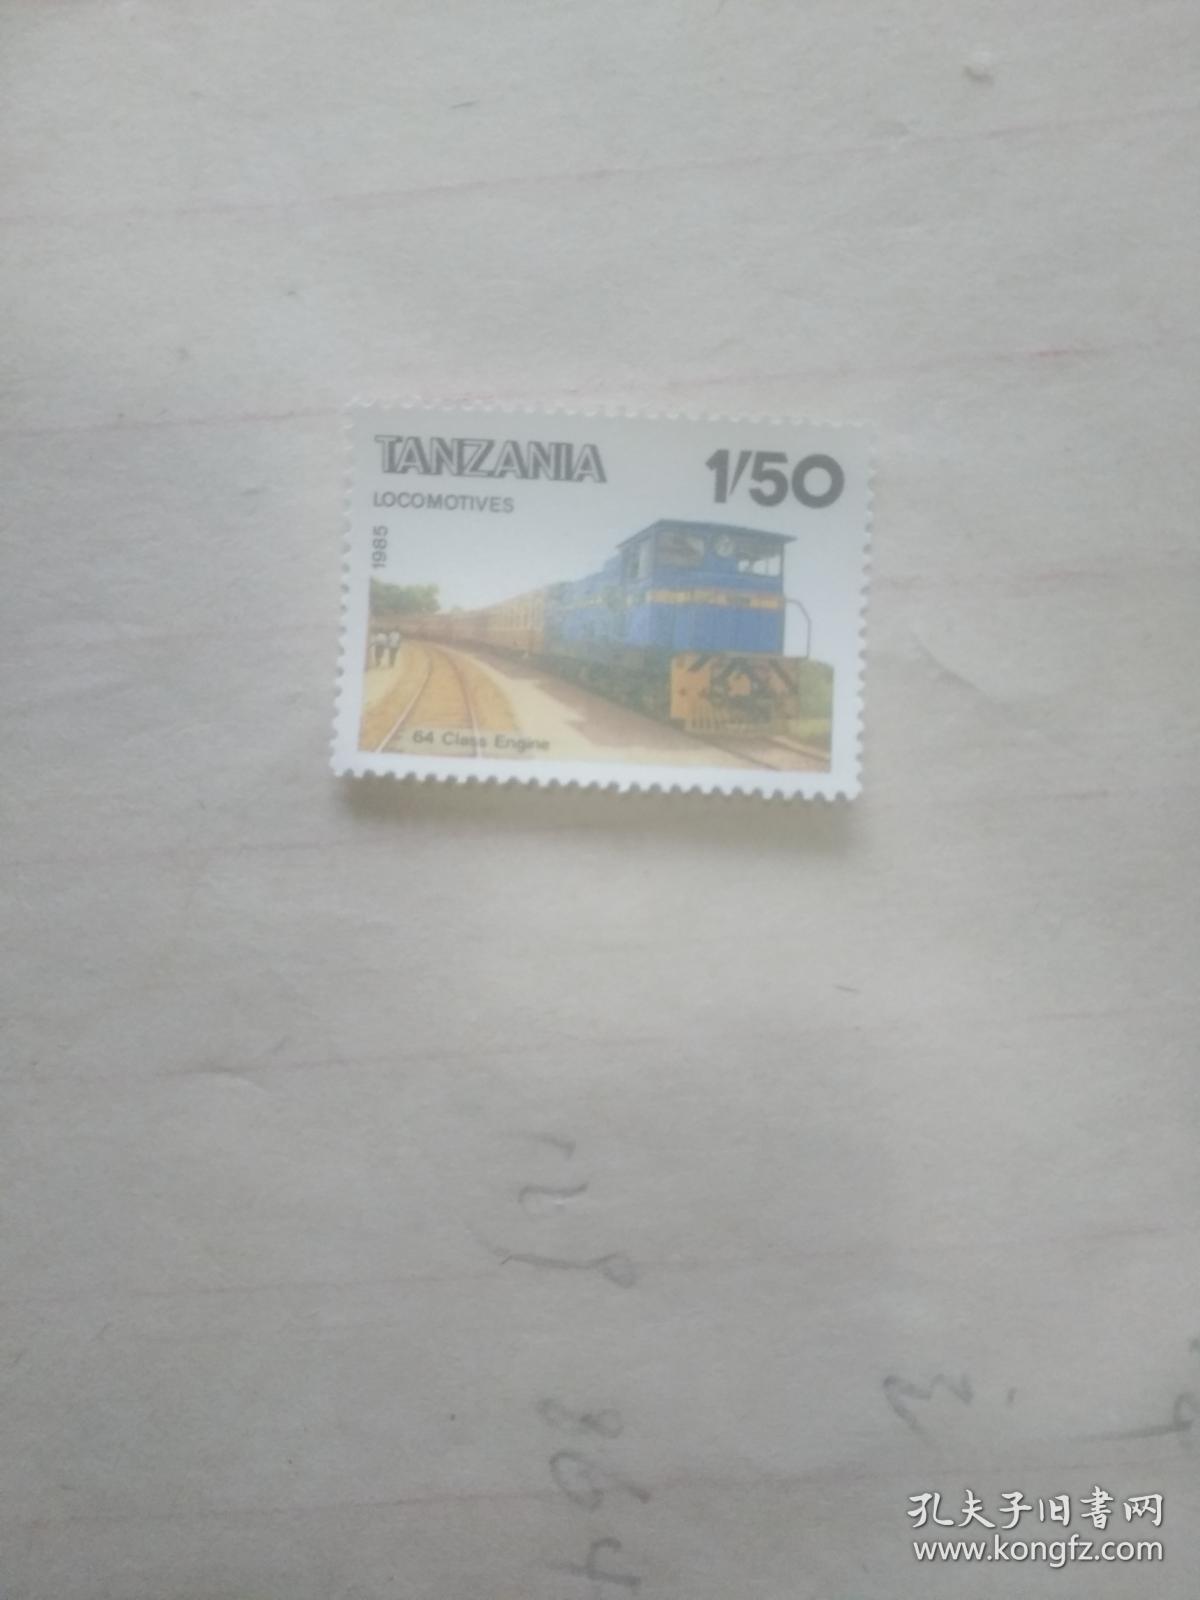 TANZANIA
1/50
LOCOMOTIVES
1985
64 Class Engine
孔夫子旧书网
www.kongfz.com